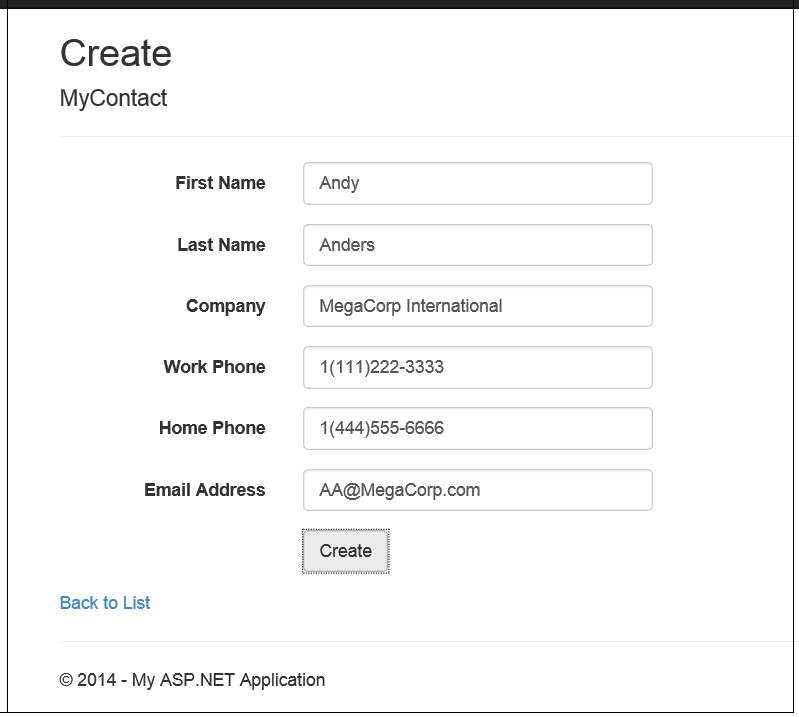 Create
MyContact
First Name Andy
Last Name Anders
Company MegaCorp International
Work Phone 1(111)222-3333
Home Phone 1(444)555-6666
Email Address AA@MegaCorp.com
Create
Back to List
© 2014 - My ASP.NET Application